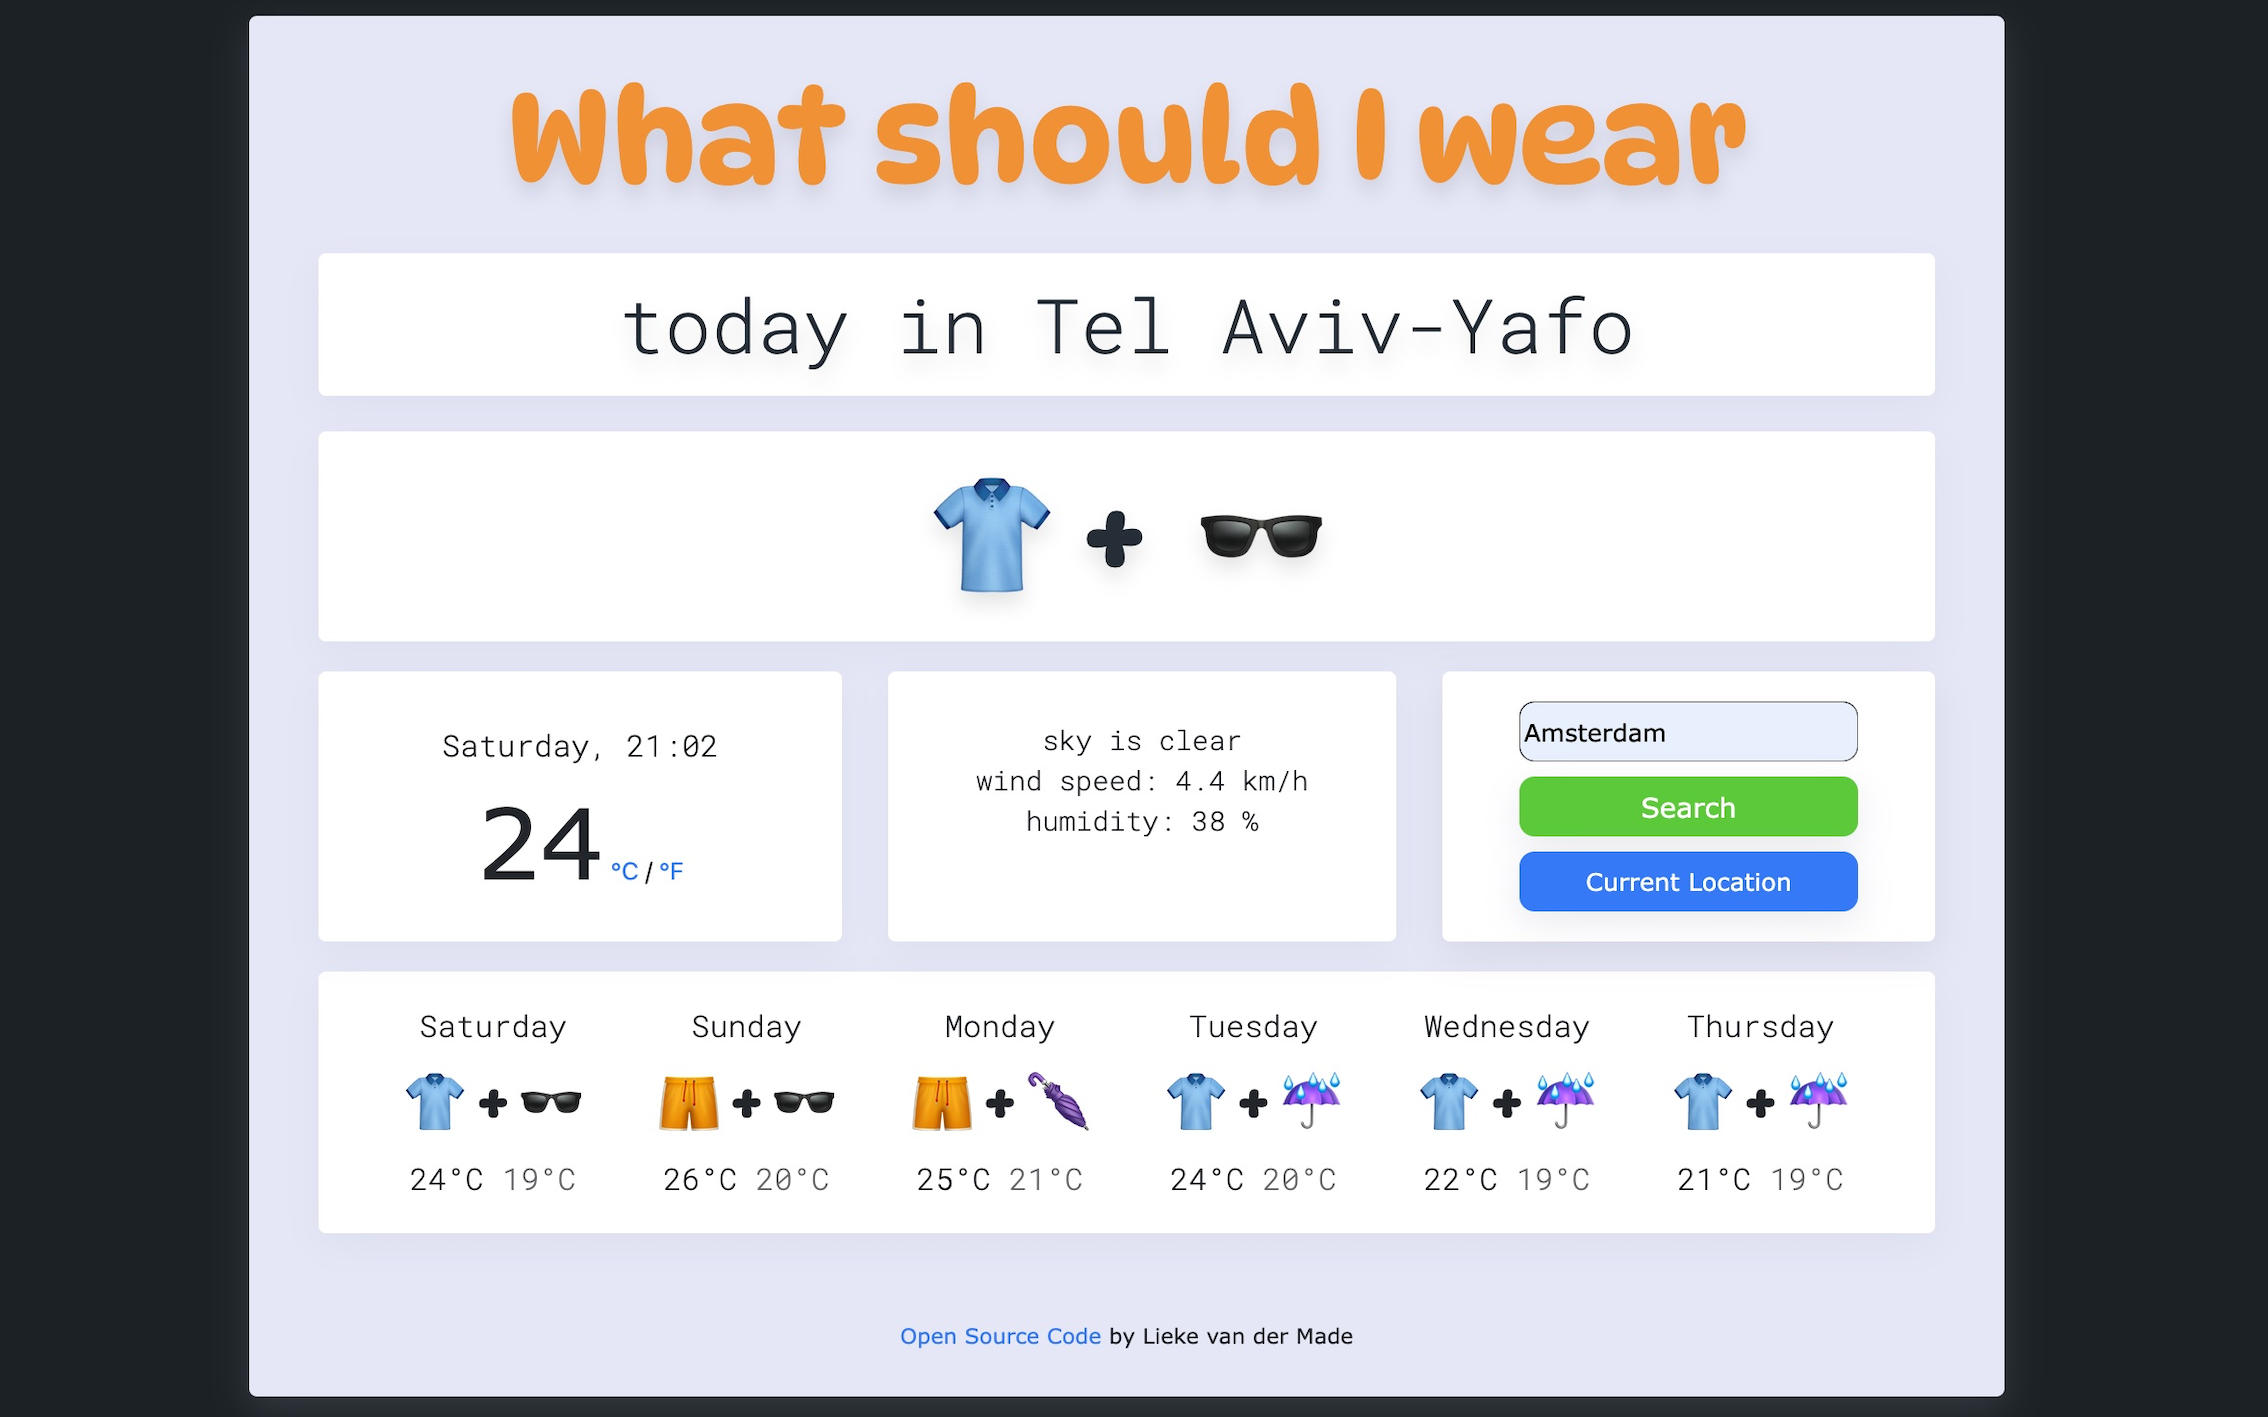 What should I wear
today in Tel Aviv-Yafo
Saturday, 21:02
24 °C / °F
sky is clear
wind speed: 4.4 km/h
humidity: 38 %
Amsterdam
Search
Current Location
Saturday Sunday Monday Tuesday Wednesday Thursday
24°C 19°C 26°C 20°C 25°C 21°C 24°C 20°C 22°C 19°C 21°C 19°C
Open Source Code by Lieke van der Made